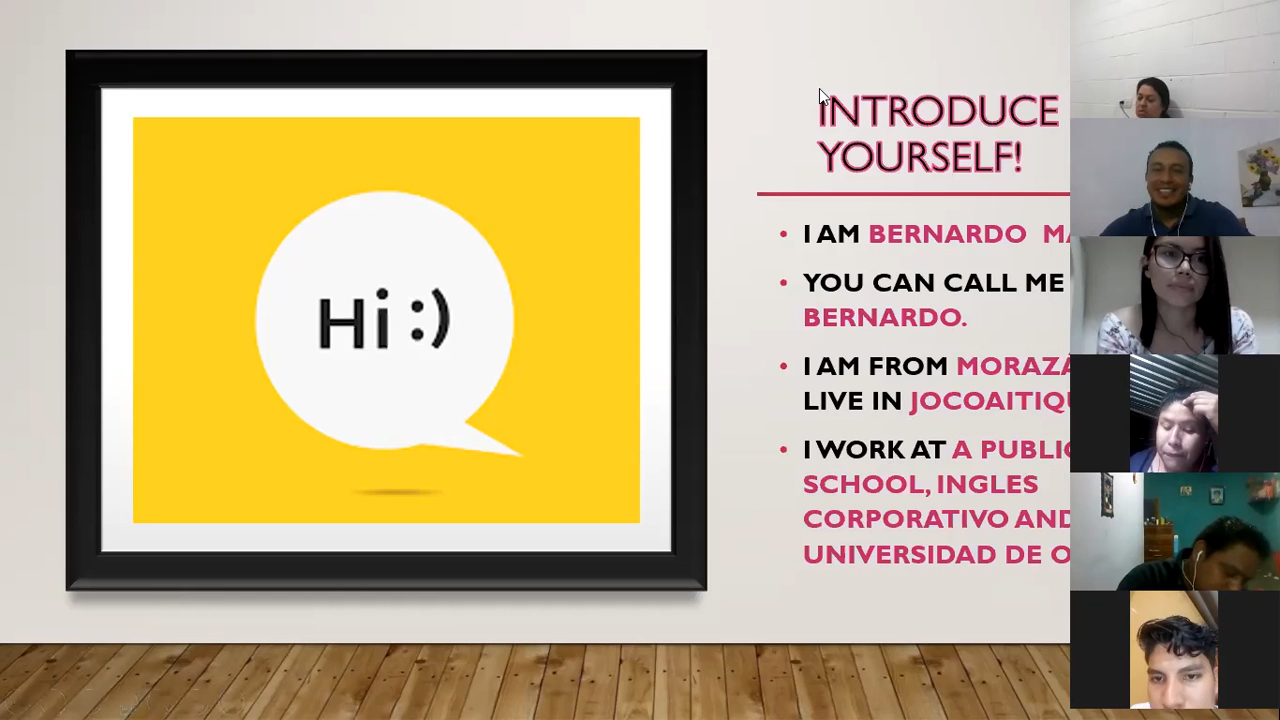 Hi :)
INTRODUCE
YOURSELF!
• I AM BERNARDO
• YOU CAN CALL ME
BERNARDO.
• I AM FROM
LIVE IN
• I WORK AT A
SCHOOL, INGLES
CORPORATIVO
UNIVERSIDAD DE